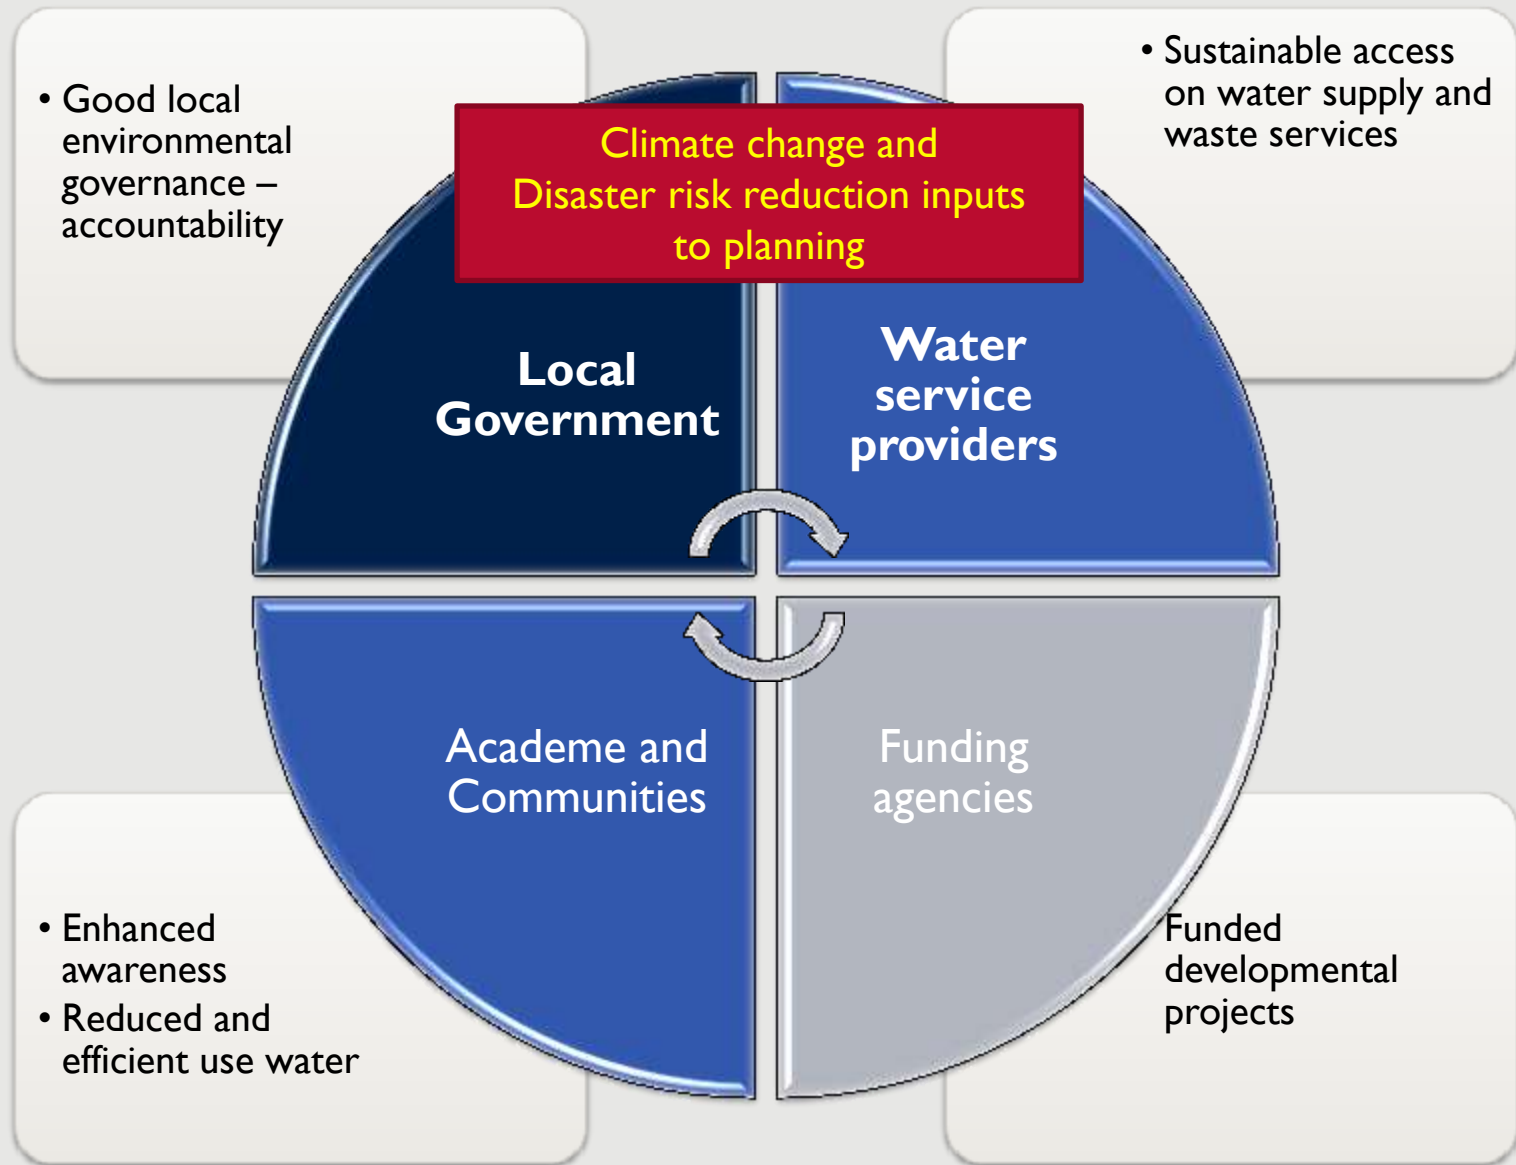 • Good local
environmental
governance –
accountability
• Sustainable access
on water supply and
waste services
Climate change and
Disaster risk reduction inputs
to planning
Local
Government
Water
service
providers
Academe and
Communities
Funding
agencies
• Enhanced
awareness
• Reduced and
efficient use water
Funded
developmental
projects